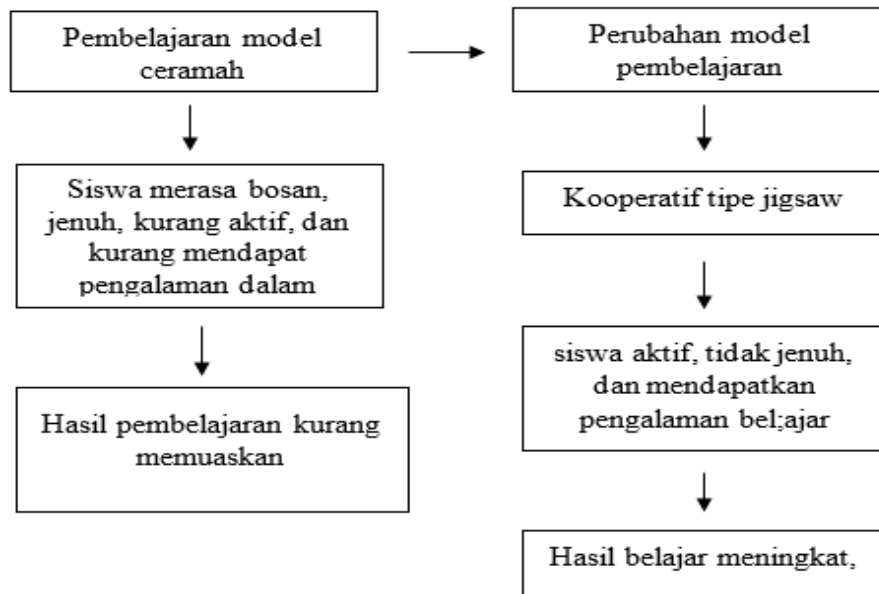 Pembelajaran model
ceramah
Perubahan model
pembelajaran
Siswa merasa bosan,
jenuh, kurang aktif, dan
kurang mendapat
pengalaman dalam
Kooperatif tipe jigsaw
Hasil pembelajaran kurang
memuaskan
siswa aktif, tidak jenuh,
dan mendapatkan
pengalaman bel;ajar
Hasil belajar meningkat,